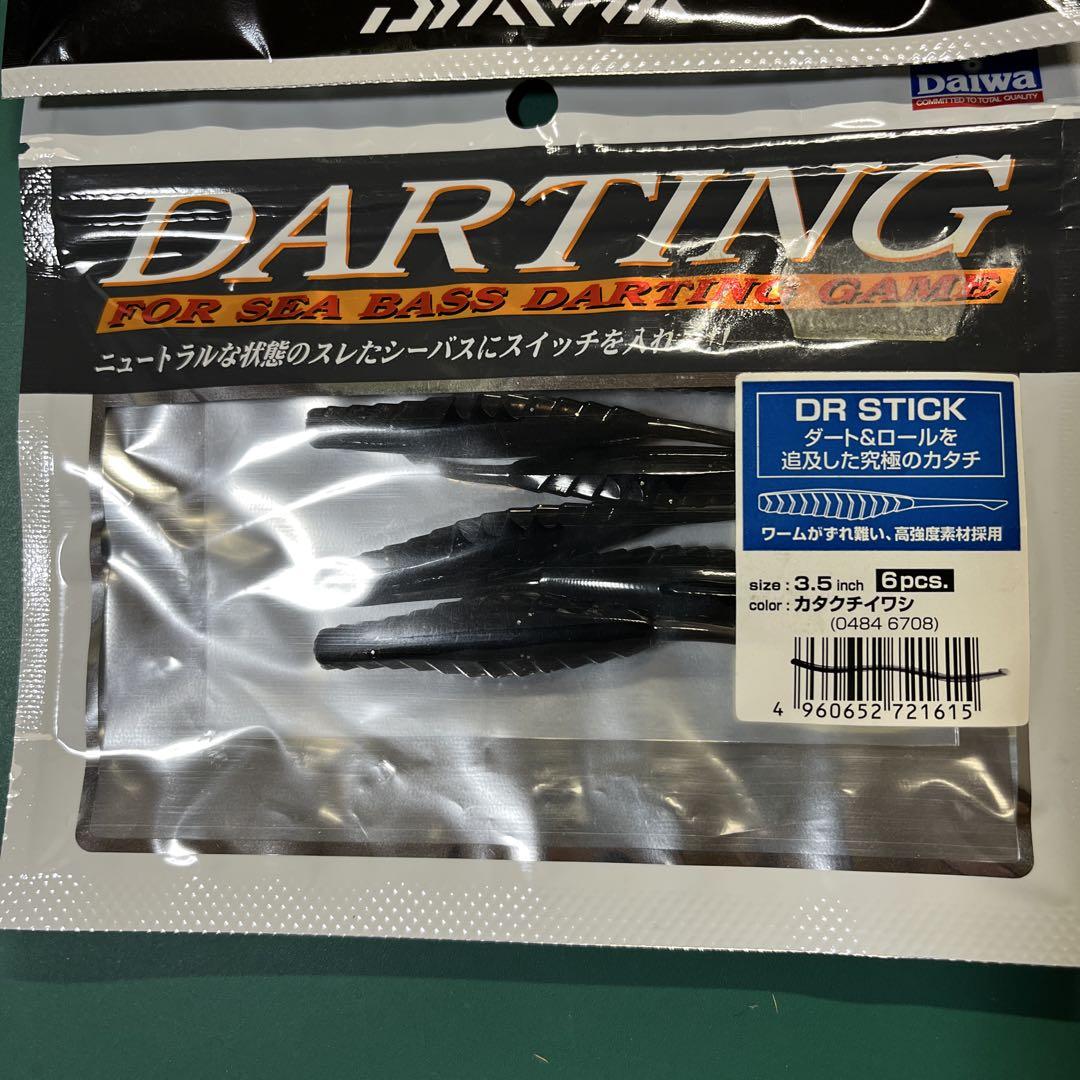 DAIWA
Daiwa
COMMITTED TO TOTAL QUALITY
DARTING
FOR SEA BASS DARTING GAME
ニュートラルな状態のスレたシーバスにスイッチを入れ
DR STICK
ダート&ロールを
追及した究極のカタチ
ワームがずれ難い、高強度素材採用
size : 3.5 inch 6pcs.
color : カタクチイワシ
(0484 6708)
4 960652 721615